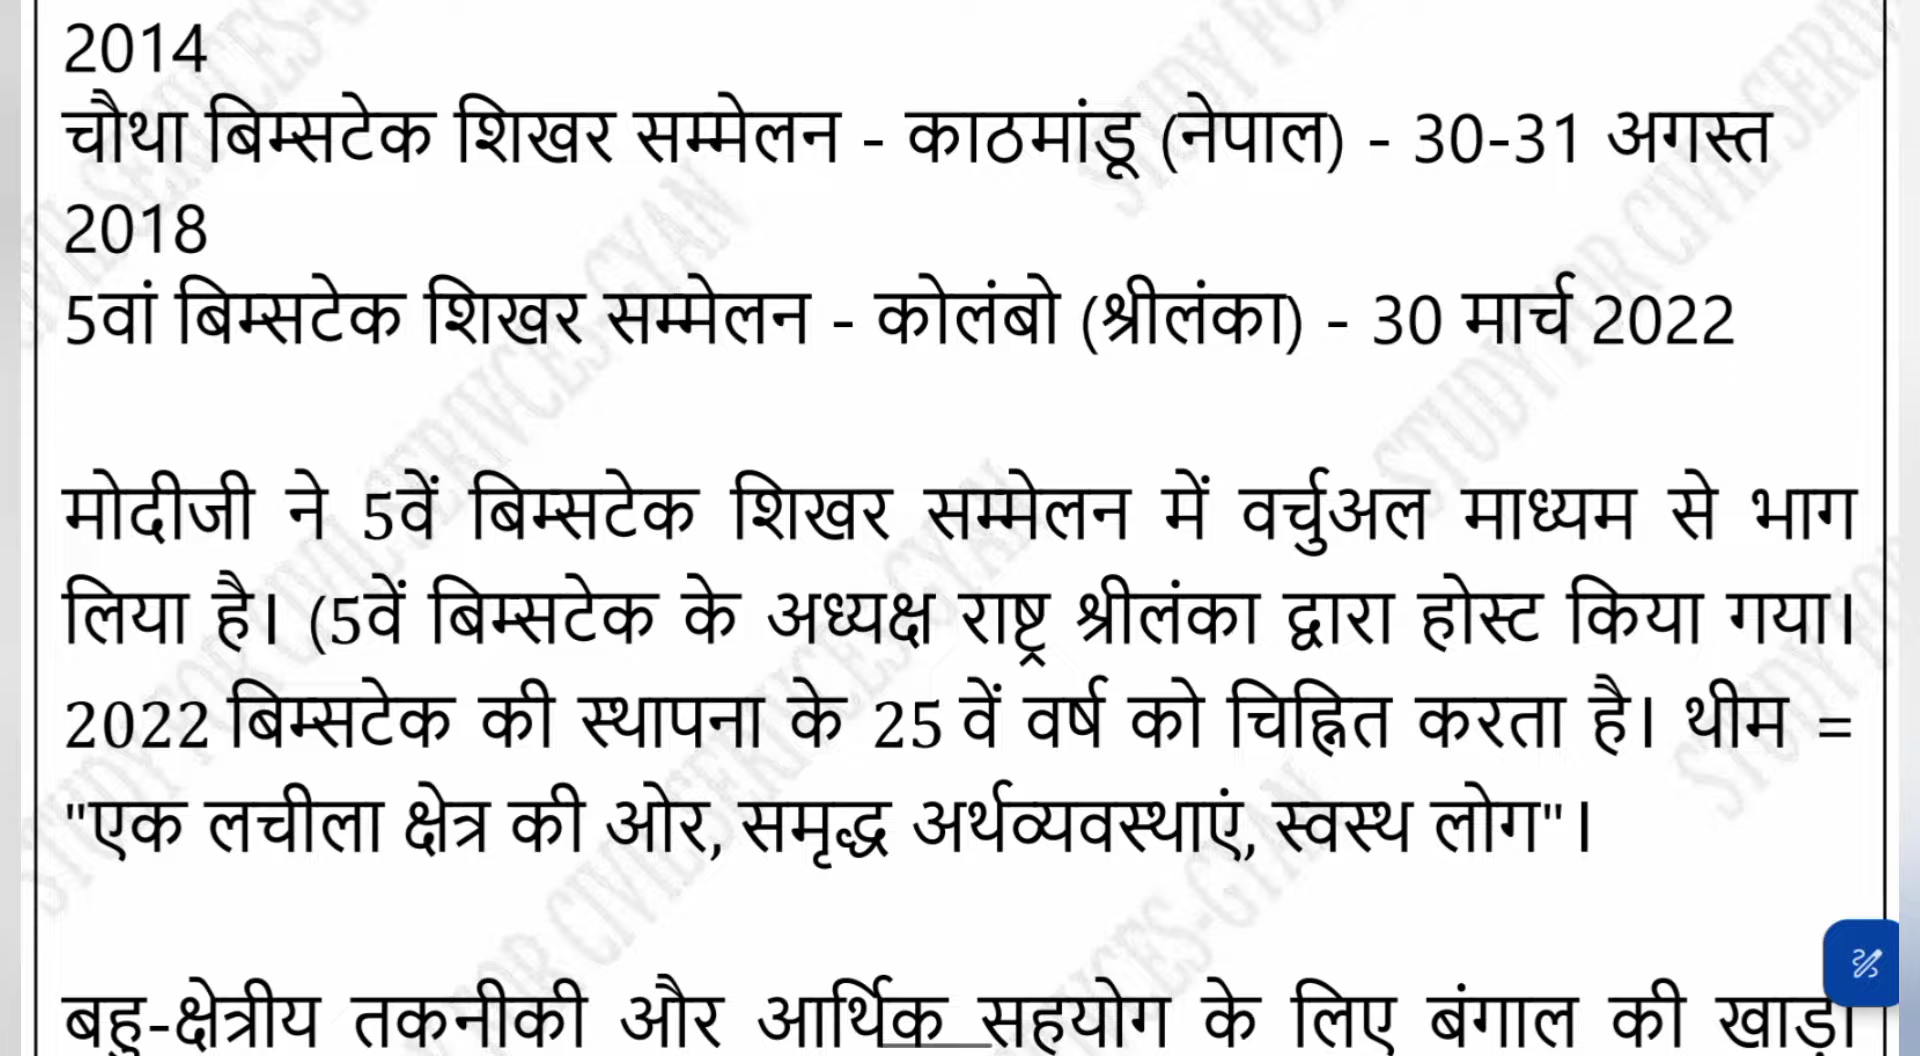 2014
चौथा बिम्सटेक शिखर सम्मेलन - काठमांडू (नेपाल) - 30-31 अगस्त
2018
5वां बिम्सटेक शिखर सम्मेलन - कोलंबो (श्रीलंका) - 30 मार्च 2022
मोदीजी ने 5वें बिम्सटेक शिखर सम्मेलन में वर्चुअल माध्यम से भाग
लिया है। (5वें बिम्सटेक के अध्यक्ष राष्ट्र श्रीलंका द्वारा होस्ट किया गया।
2022 बिम्सटेक की स्थापना के 25 वें वर्ष को चिह्नित करता है। थीम =
"एक लचीला क्षेत्र की ओर, समृद्ध अर्थव्यवस्थाएं, स्वस्थ लोग"।
बहु-क्षेत्रीय तकनीकी और आर्थिक सहयोग के लिए बंगाल की खाड़ी